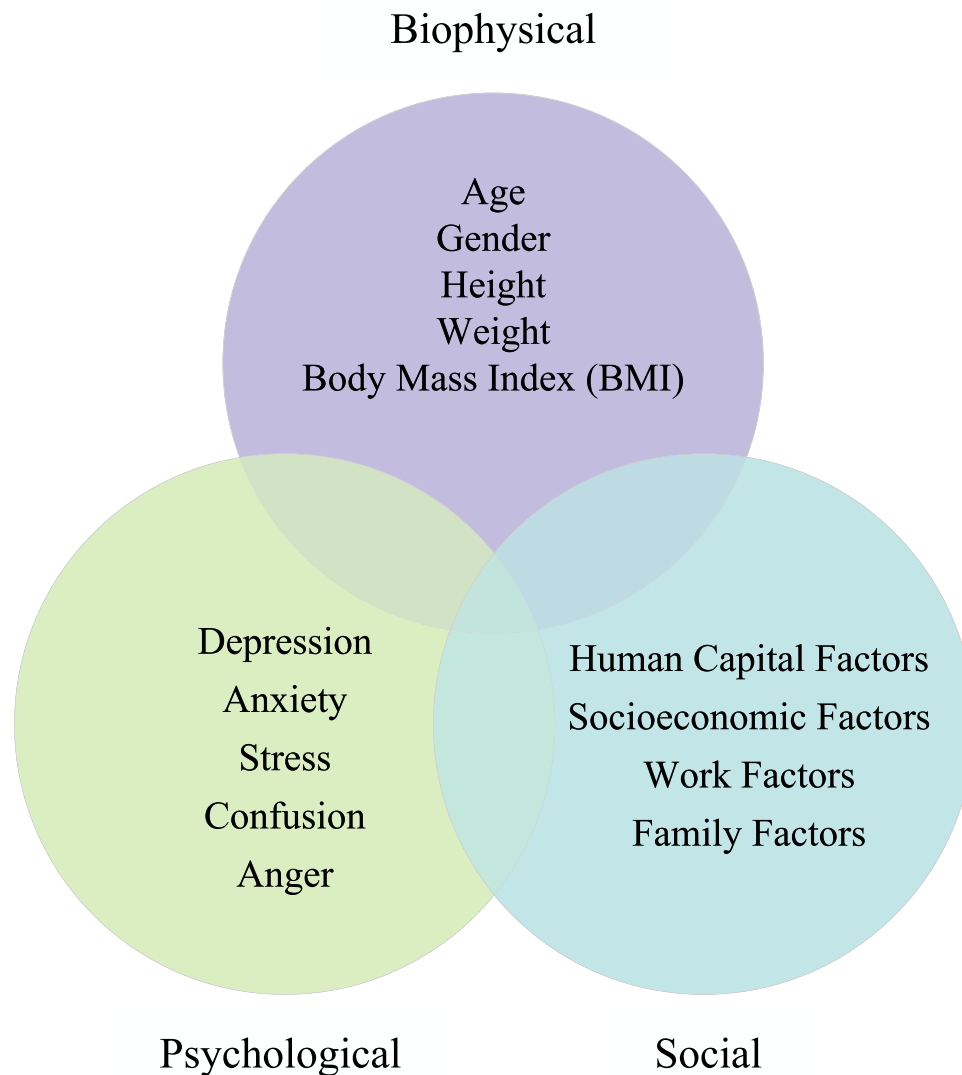 Biophysical
Age
Gender
Height
Weight
Body Mass Index (BMI)
Depression
Anxiety
Stress
Confusion
Anger
Human Capital Factors
Socioeconomic Factors
Work Factors
Family Factors
Psychological
Social